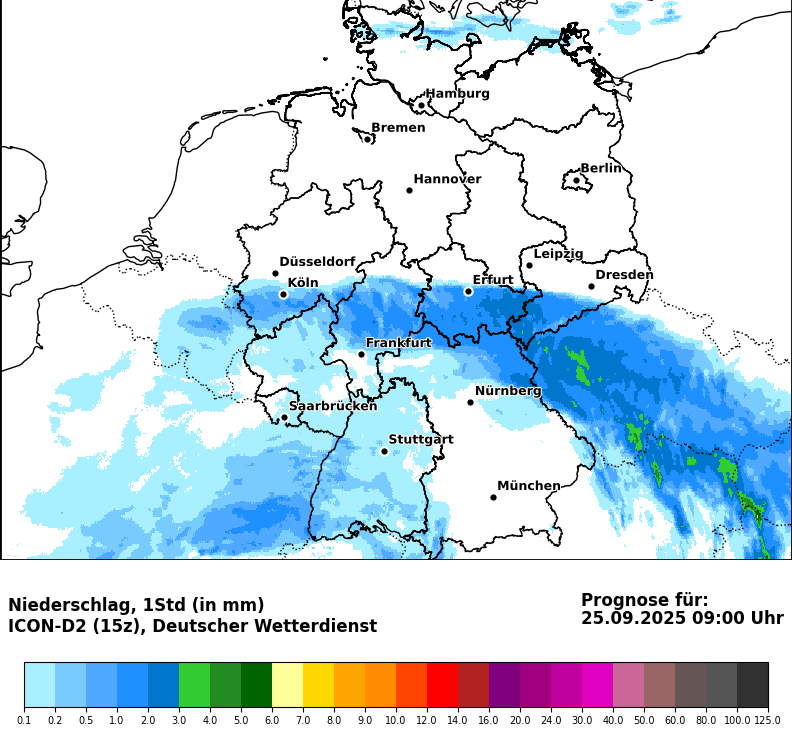 Hamburg
Bremen
Berlin
Hannover
Leipzig
Düsseldorf
Dresden
Köln
Erfurt
Frankfurt
Nürnberg
Saarbrücken
Stuttgart
München
Niederschlag, 1Std (in mm)
ICON-D2 (15z), Deutscher Wetterdienst
Prognose für:
25.09.2025 09:00 Uhr
0.1 0.2 0.5 1.0 2.0 3.0 4.0 5.0 6.0 7.0 8.0 9.0 10.0 12.0 14.0 16.0 20.0 24.0 30.0 40.0 50.0 60.0 80.0 100.0 125.0